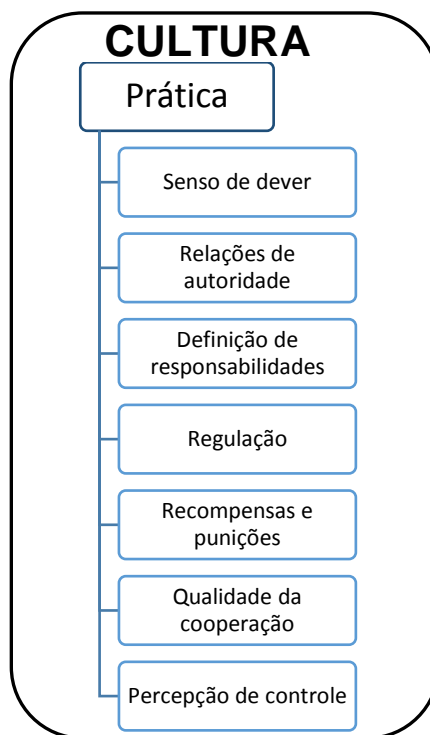 CULTURA
Prática
Senso de dever
Relações de
autoridade
Definição de
responsabilidades
Regulação
Recompensas e
punições
Qualidade da
cooperação
Percepção de controle